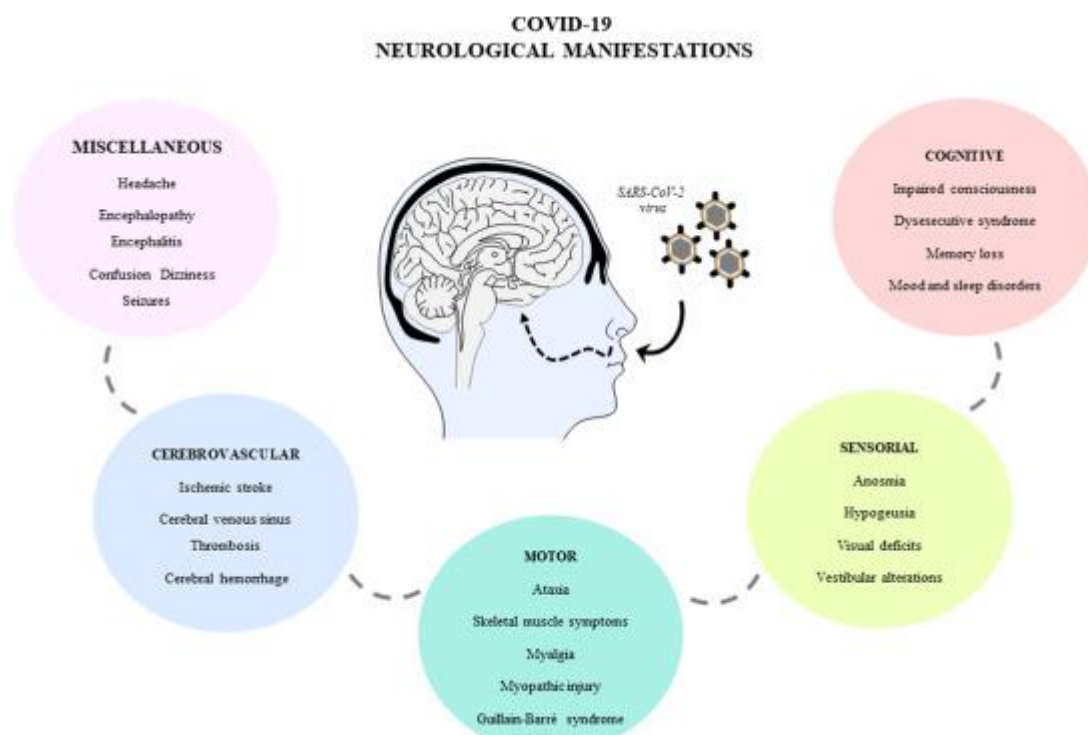 COVID-19
NEUROLOGICAL MANIFESTATIONS
MISCELLANEOUS
Headache
Encephalopathy
Encephalitis
Confusion Dizziness
Seizures
SARS-CoV-2
virus
COGNITIVE
Impaired consciousness
Dysesecutive syndrome
Memory loss
Mood and sleep disorders
CEREBROVASCULAR
Ischemic stroke
Cerebral venous sinus
Thrombosis
Cerebral hemorrhage
MOTOR
Ataxia
Skeletal muscle symptoms
Myalgia
Myopathic injury
Guillain-Barré syndrome
SENSORIAL
Anosmia
Hypogeusia
Visual deficits
Vestibular alterations